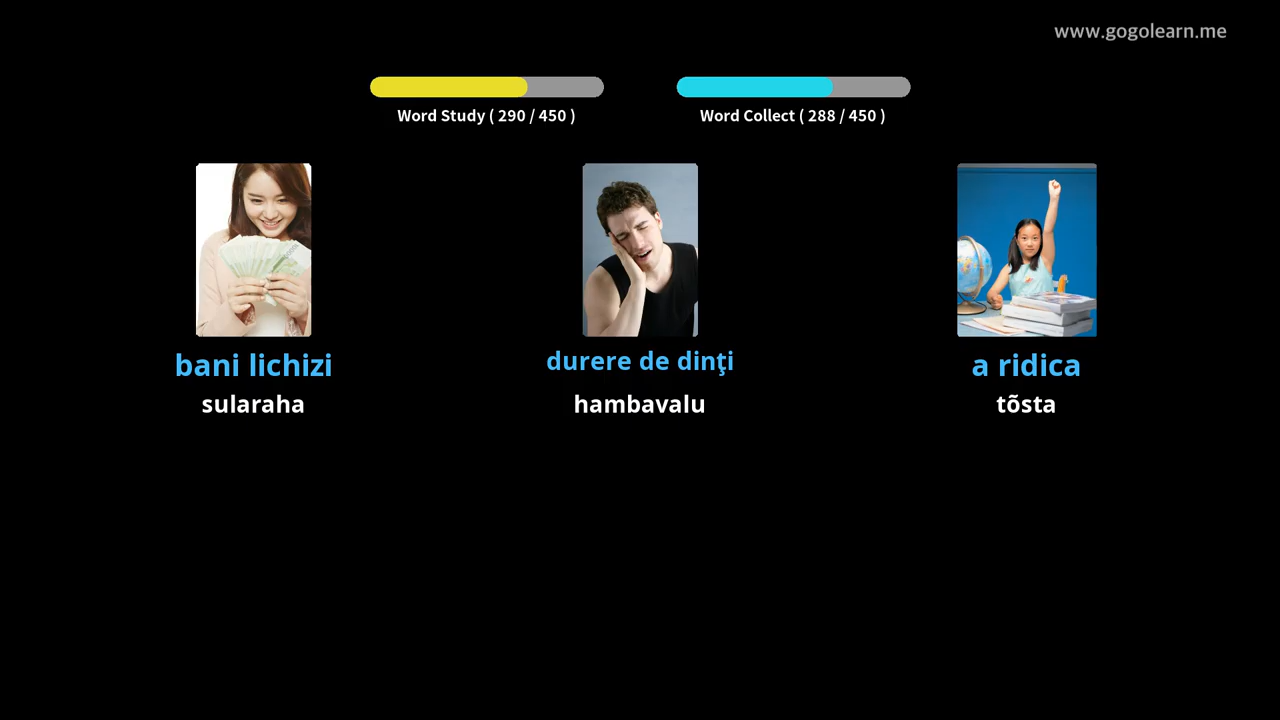 www.gogolearn.me
Word Study ( 290 / 450 )
Word Collect ( 288 / 450 )
bani lichizi
sularaha
durere de dinţi
hambavalu
a ridica
tõsta